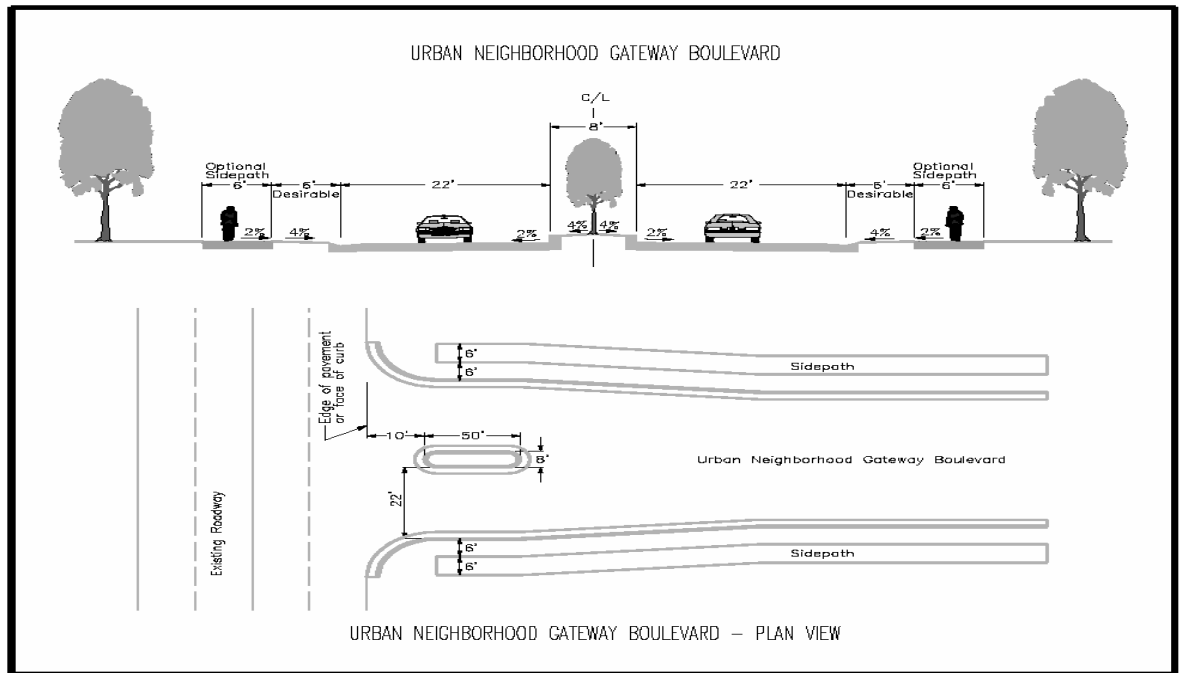 URBAN NEIGHBORHOOD GATEWAY BOULEVARD
C/L
8'
Optional
Sidepath
6'
6'
Desirable
22'
22'
6'
Desirable
Optional
Sidepath
6'
2%
4%
2%
4%
4%
2%
4%
2%
Edge of pavement
or face of curb
6'
6'
Sidepath
10'
50'
8'
Urban Neighborhood Gateway Boulevard
22'
Existing Roadway
6'
6'
Sidepath
URBAN NEIGHBORHOOD GATEWAY BOULEVARD – PLAN VIEW